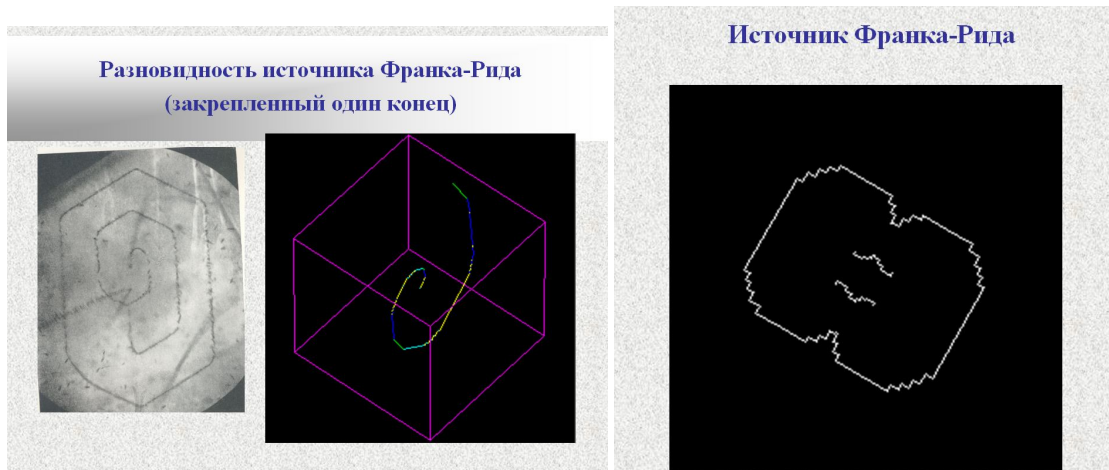 Разновидность источника Франка-Рида
(закрепленный один конец)
Источник Франка-Рида